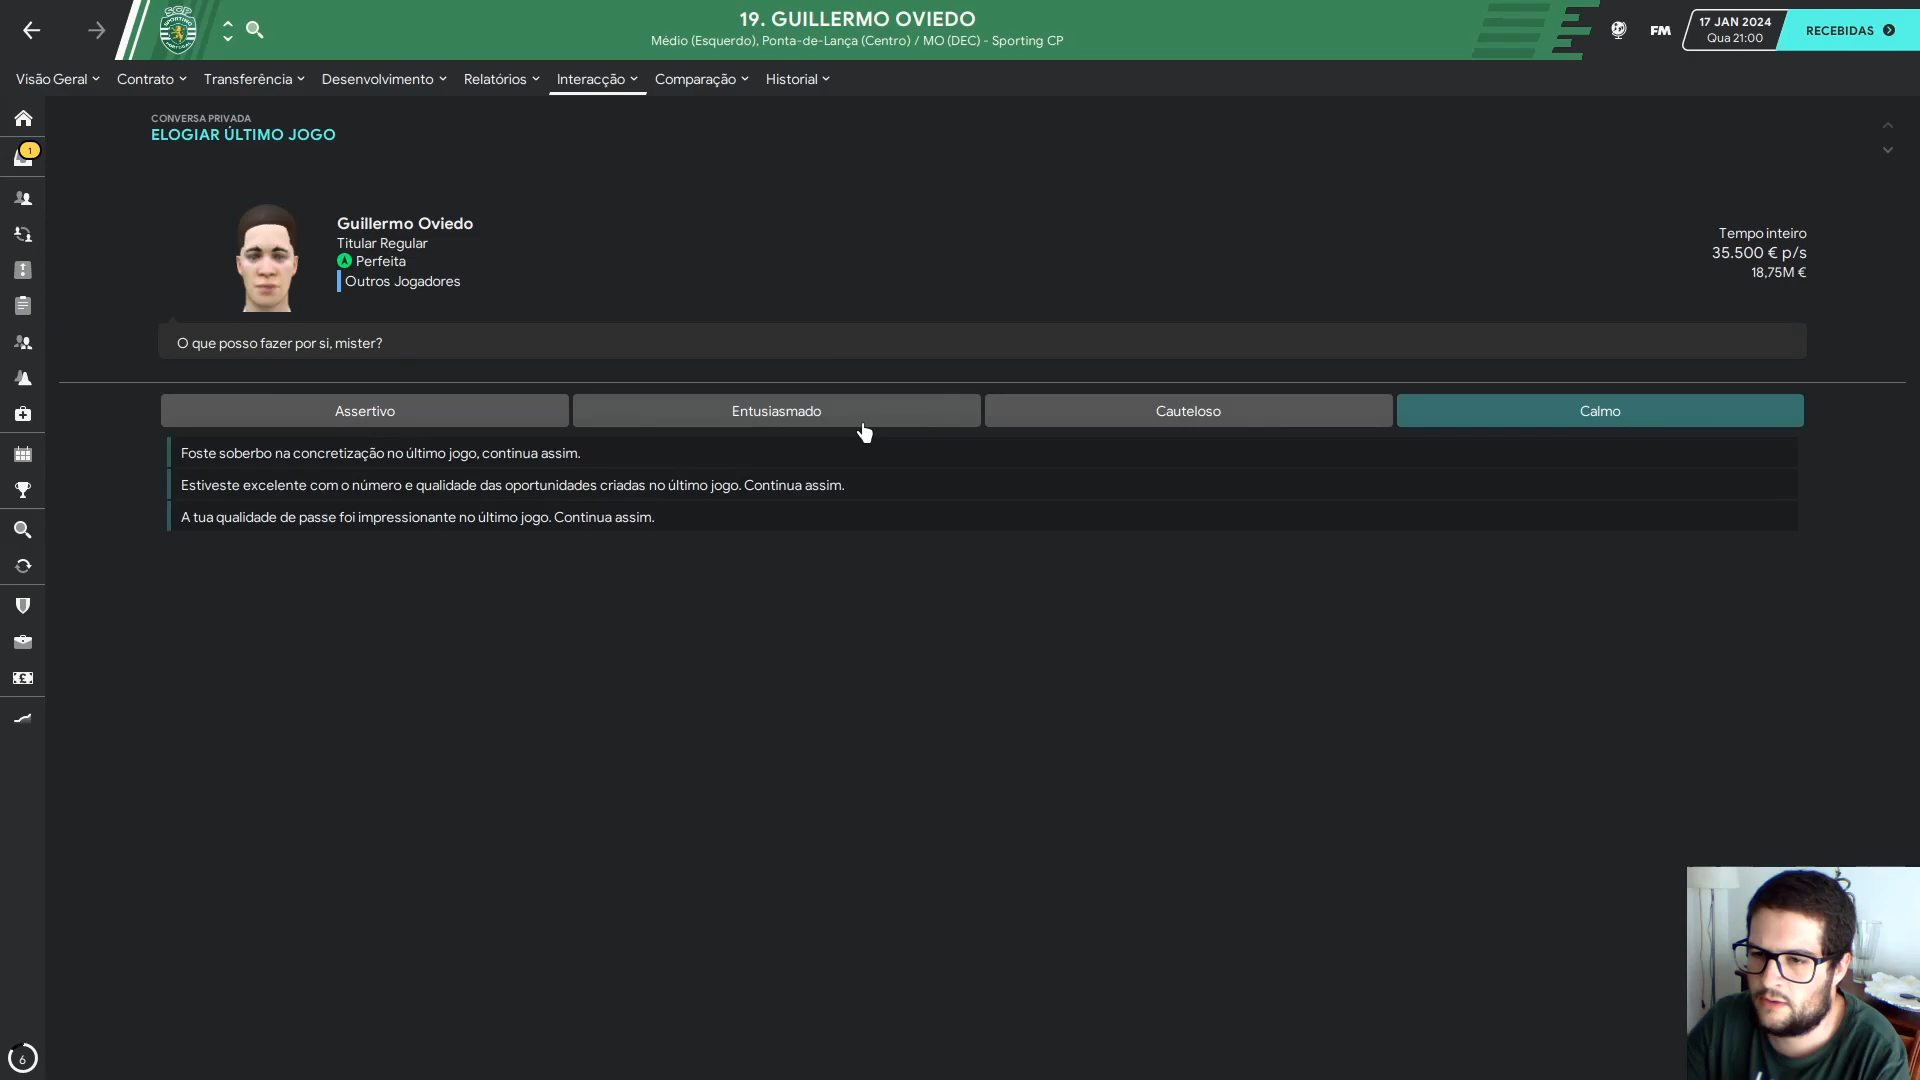 19. GUILLERMO OVIEDO
Médio (Esquerdo), Ponta-de-Lança (Centro) / MO (DEC) - Sporting CP
FM
17 JAN 2024
Qua 21:00
RECEBIDAS
Visão Geral
Contrato
Transferência
Desenvolvimento
Relatórios
Interacção
Comparação
Historial
CONVERSA PRIVADA
ELOGIAR ÚLTIMO JOGO
1
Guillermo Oviedo
Titular Regular
Perfeita
Outros Jogadores
Tempo inteiro
35.500 € p/s
18,75M €
O que posso fazer por si, mister?
Assertivo
Entusiasmado
Cauteloso
Calmo
Foste soberbo na concretização no último jogo, continua assim.
Estiveste excelente com o número e qualidade das oportunidades criadas no último jogo. Continua assim.
A tua qualidade de passe foi impressionante no último jogo. Continua assim.
6